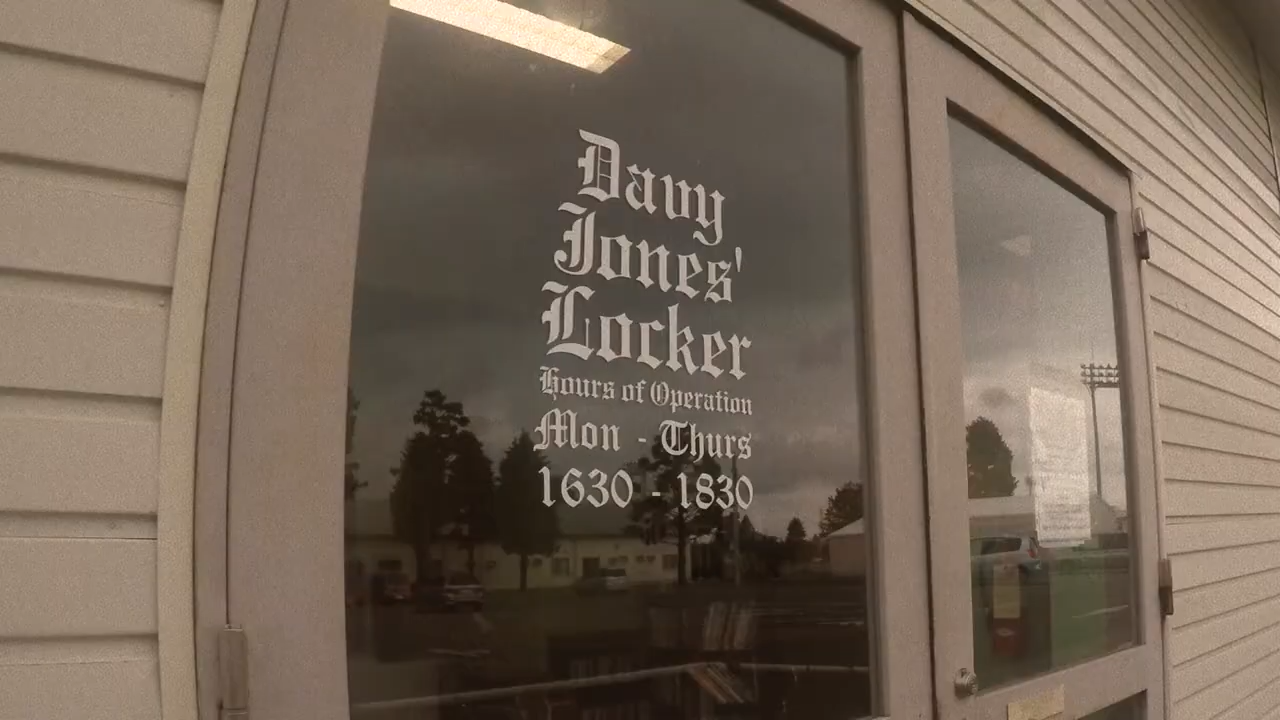 Davy
Jones'
Locker
Hours of Operation
Mon - Thurs
1630 - 1830